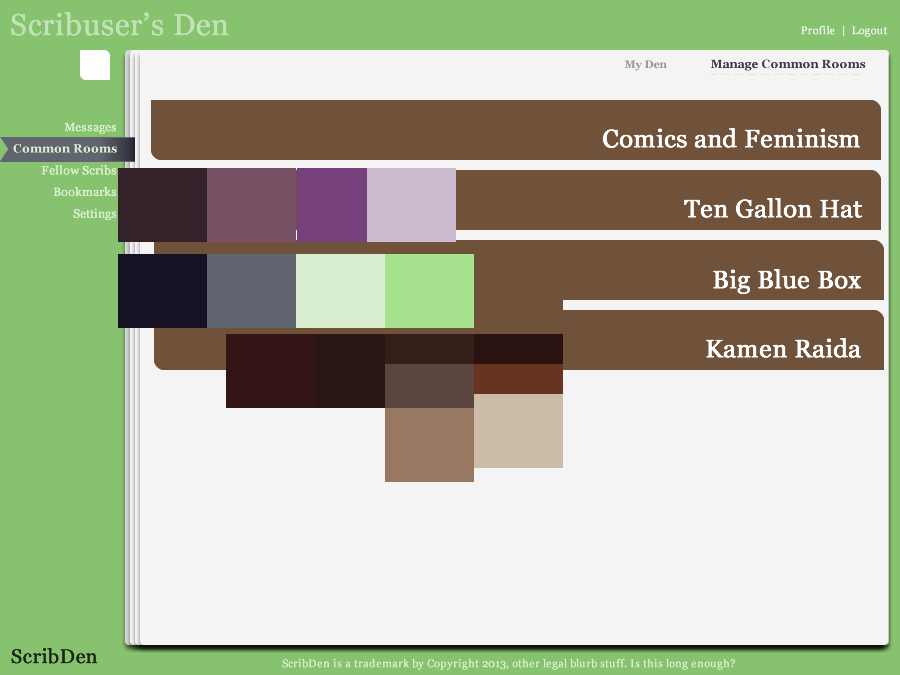 Scribuser's Den
Profile | Logout
My Den
Manage Common Rooms
Messages
Common Rooms
Fellow Scribs
Bookmarks
Settings
Comics and Feminism
Ten Gallon Hat
Big Blue Box
Kamen Raida
ScribDen
ScribDen is a trademark by Copyright 2013, other legal blurb stuff. Is this long enough?